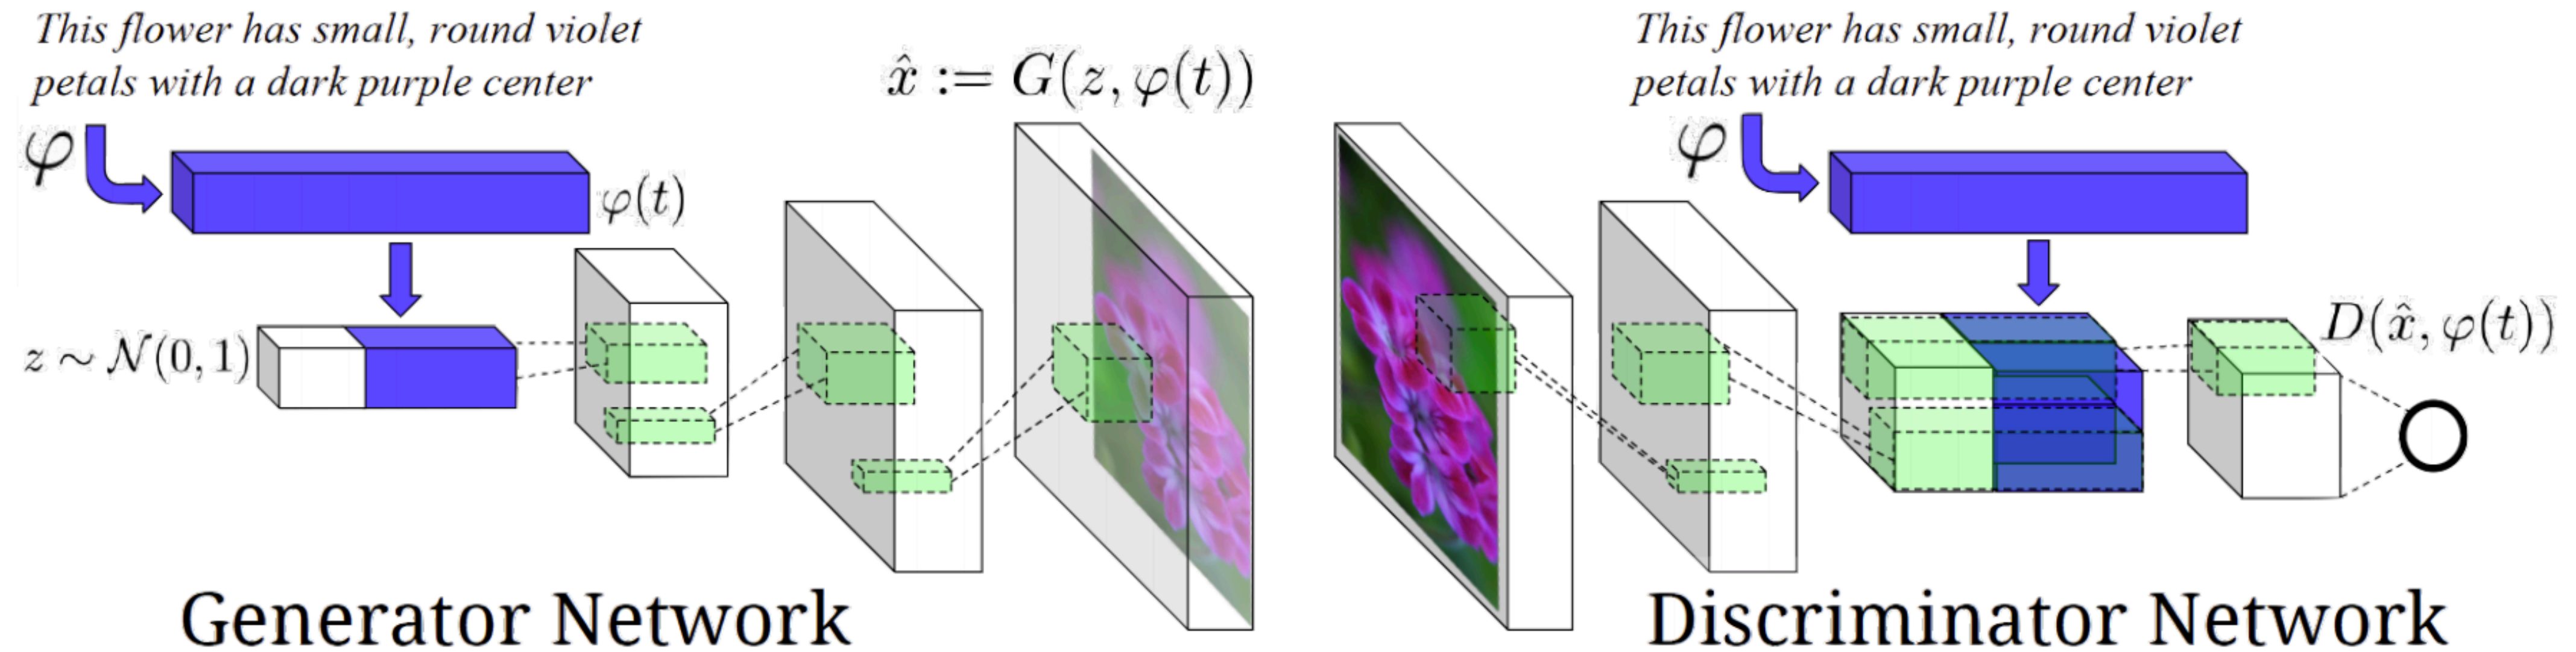 This flower has small, round violet
petals with a dark purple center
φ
φ(t)
z ∼ N(0, 1)
x̂ := G(z, φ(t))
Generator Network
This flower has small, round violet
petals with a dark purple center
φ
D(x̂, φ(t))
Discriminator Network